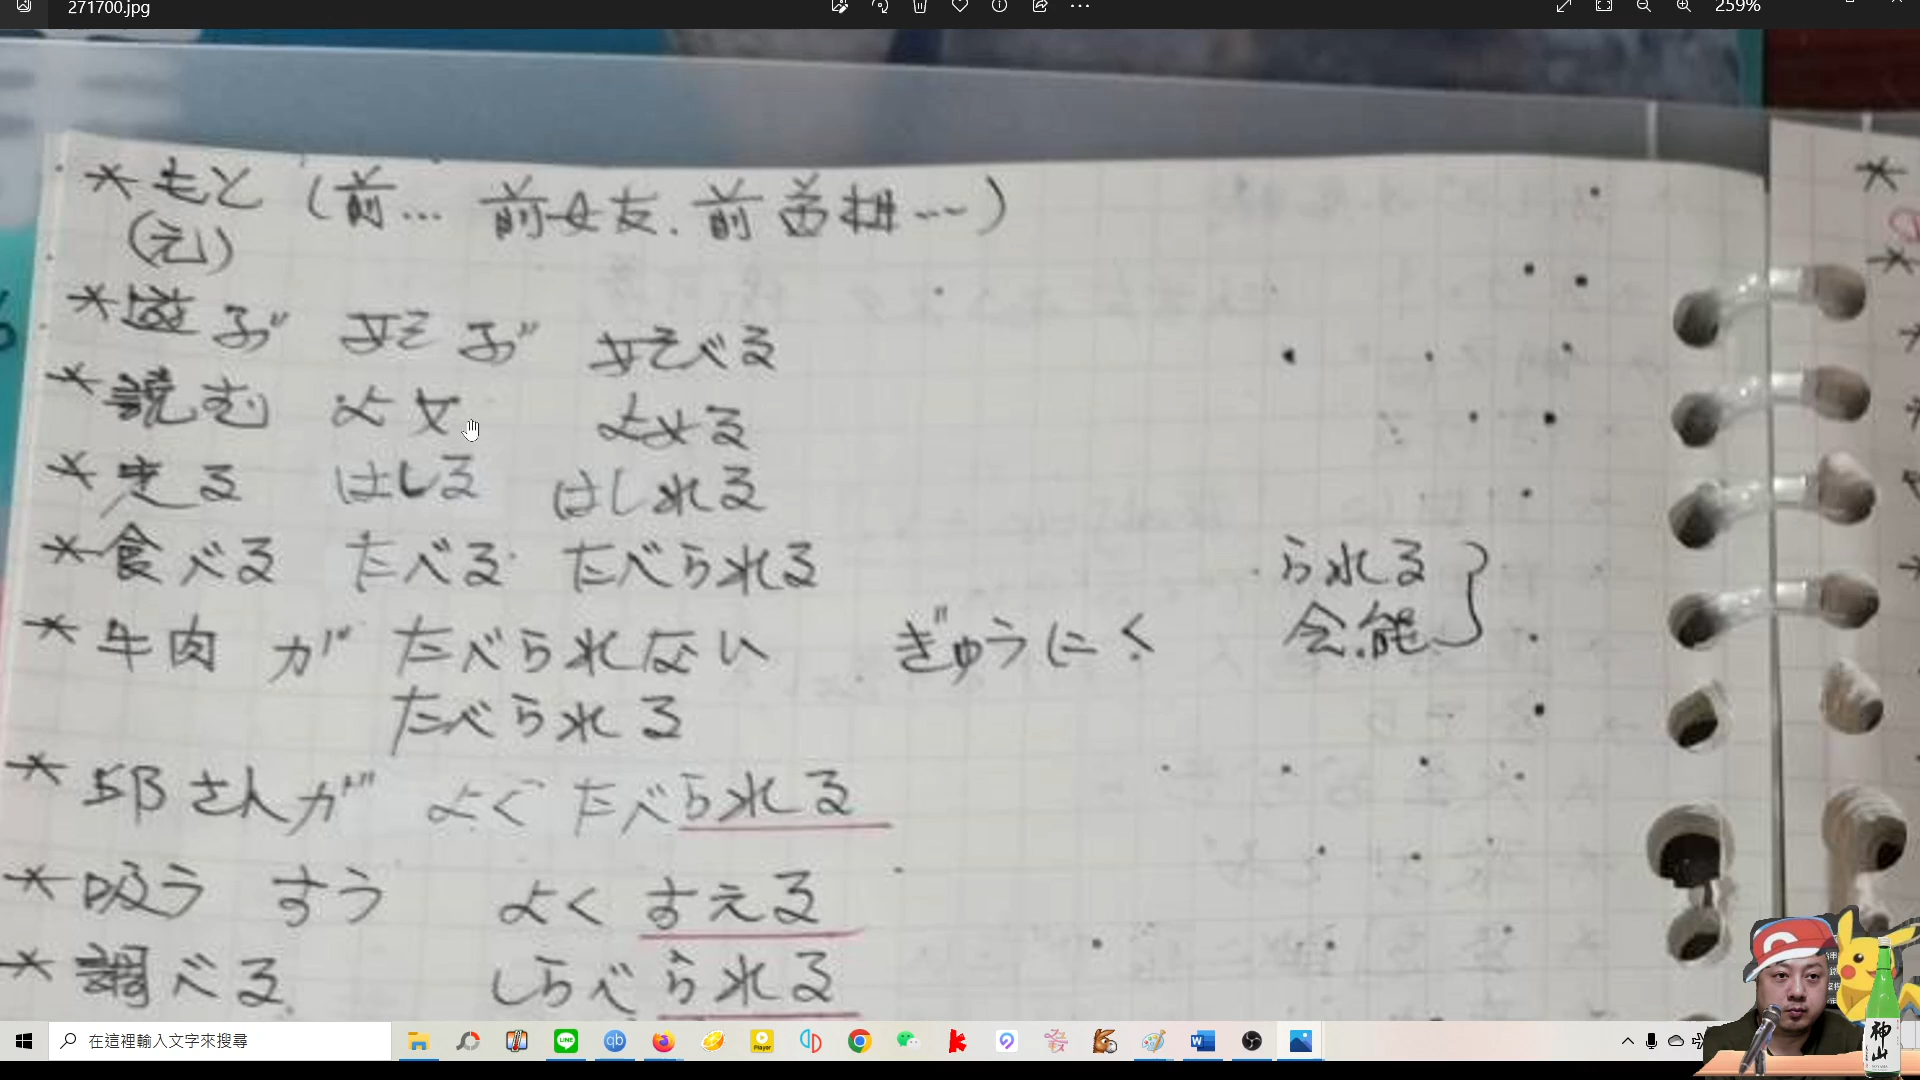 271700.jpg
259%
*もと (前... 前女友. 前首相...)
(元)
*遊ぶ あそぶ あそべる
*読む よむ よめる
*走る はしる はしれる
*食べる たべる たべられる
られる
*牛肉 が たべられない ぎゅうにく
会.能
たべられる
*邱さんが よく たべられる
*吸う すう よく すえる
*調べる しらべられる
神山
在這裡輸入文字來搜尋